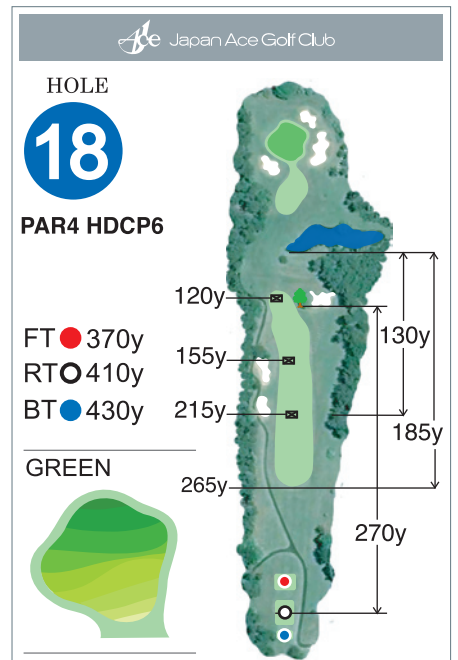 Ace Japan Ace Golf Club
HOLE
18
PAR4 HDCP6
120y
130y
FT 370y
155y
RT 410y
BT 430y
215y
185y
GREEN
265y
270y